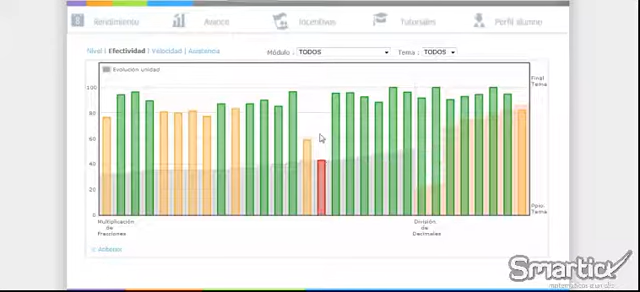 Rendimiento Avance Incentivos Tutoriales Perfil alumno
Nivel | Efectividad | Velocidad | Asistencia Módulo : TODOS Tema : TODOS
Evolución unidad
Final Tema
100
80
60
40
20
0
Ppio. Tema
Multiplicación de Fracciones
División de Decimales
Anteriores
Smartick